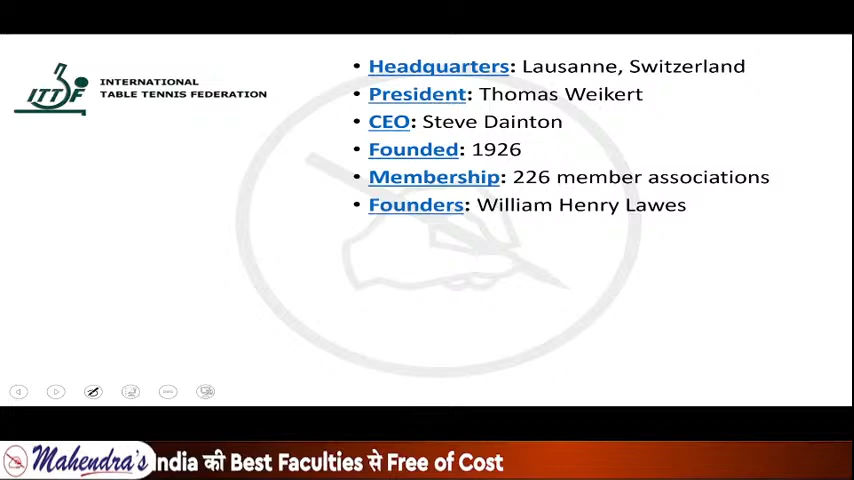 ITTF
INTERNATIONAL
TABLE TENNIS FEDERATION
• Headquarters: Lausanne, Switzerland
• President: Thomas Weikert
• CEO: Steve Dainton
• Founded: 1926
• Membership: 226 member associations
• Founders: William Henry Lawes
Mahendra's India की Best Faculties से Free of Cost